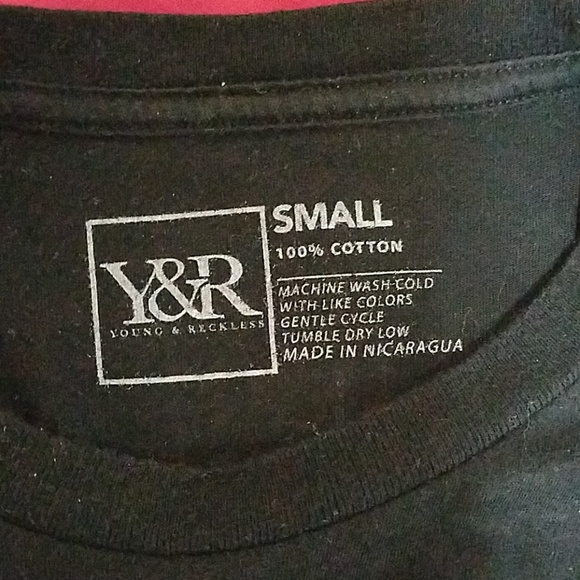 Y&R
YOUNG & RECKLESS
SMALL
100% COTTON
MACHINE WASH COLD
WITH LIKE COLORS
GENTLE CYCLE
TUMBLE DRY LOW
MADE IN NICARAGUA